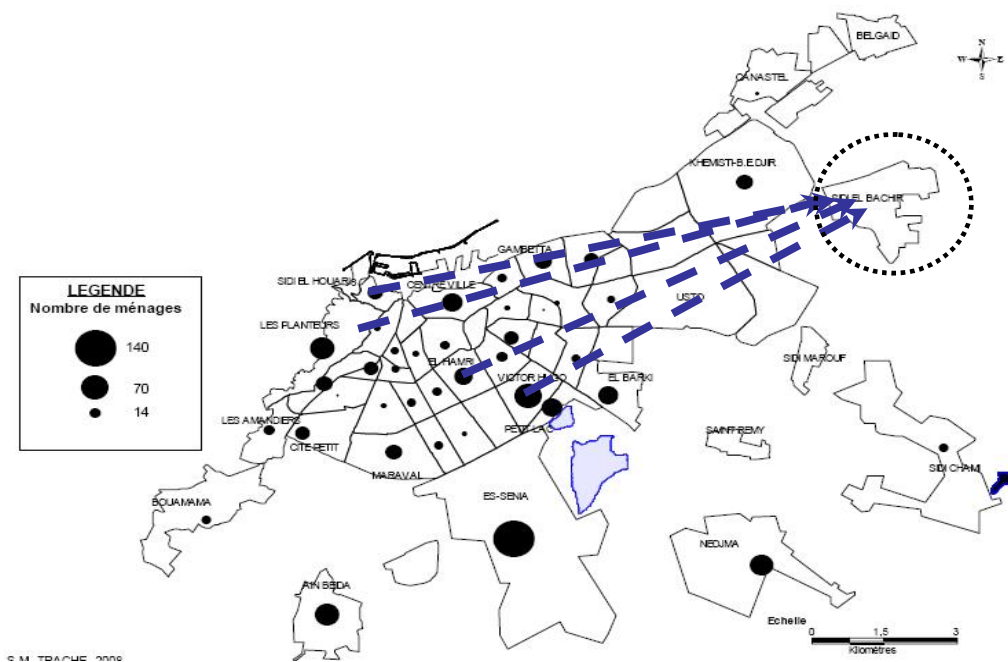 BELGAID
N
W E
S
CANASTEL
KHEMISTI-B.E.DJIR
SIDI EL BACHIR
GAMBETTA
SIDI EL HOUARIS
CENTRE VILLE
LEGENDE
Nombre de ménages
140
70
14
LES PLANTEURS
USTO
EL HAMRI
SIDI MAROUF
VICTOR HUGO
EL BARKI
LES AMANDIERS
CITE PETIT
PETIT LAC
SAINT REMY
MARAVAL
SIDI CHAMI
ES-SENIA
BOUAMAMA
NEDJMA
AIN BEIDA
Echelle
0 1,5 3
Kilomètres
S.M. TRACHE, 2008